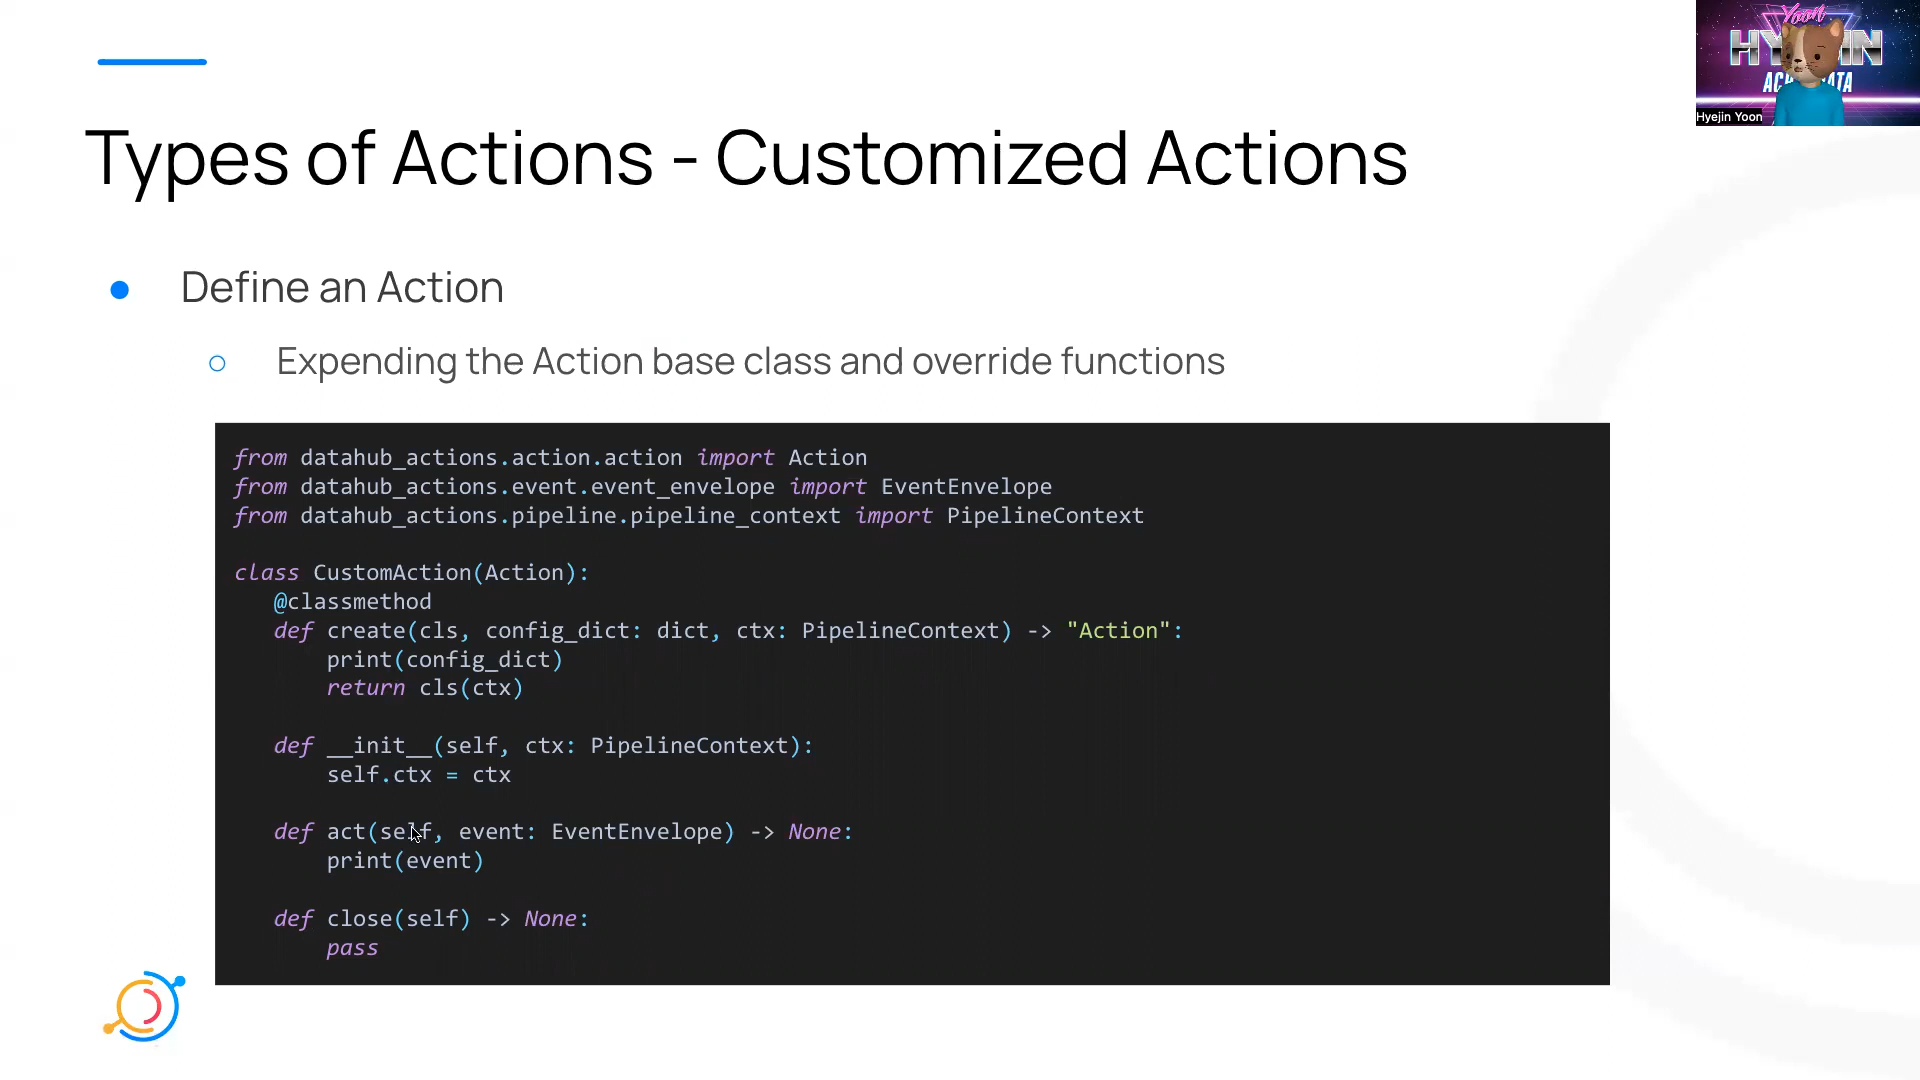 Types of Actions - Customized Actions
Define an Action
Expending the Action base class and override functions
from datahub_actions.action.action import Action
from datahub_actions.event.event_envelope import EventEnvelope
from datahub_actions.pipeline.pipeline_context import PipelineContext
class CustomAction(Action):
@classmethod
def create(cls, config_dict: dict, ctx: PipelineContext) -> "Action":
print(config_dict)
return cls(ctx)
def __init__(self, ctx: PipelineContext):
self.ctx = ctx
def act(self, event: EventEnvelope) -> None:
print(event)
def close(self) -> None:
pass
Yoon
Hyejin Yoon